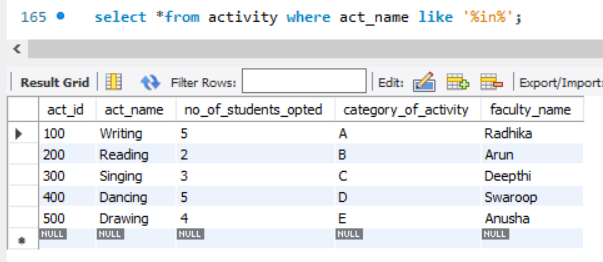 165 select *from activity where act_name like '%in%';
Result Grid Filter Rows: Edit: Export/Import:
act_id act_name no_of_students_opted category_of_activity faculty_name
100 Writing 5 A Radhika
200 Reading 2 B Arun
300 Singing 3 C Deepthi
400 Dancing 5 D Swaroop
500 Drawing 4 E Anusha
NULL NULL NULL NULL NULL